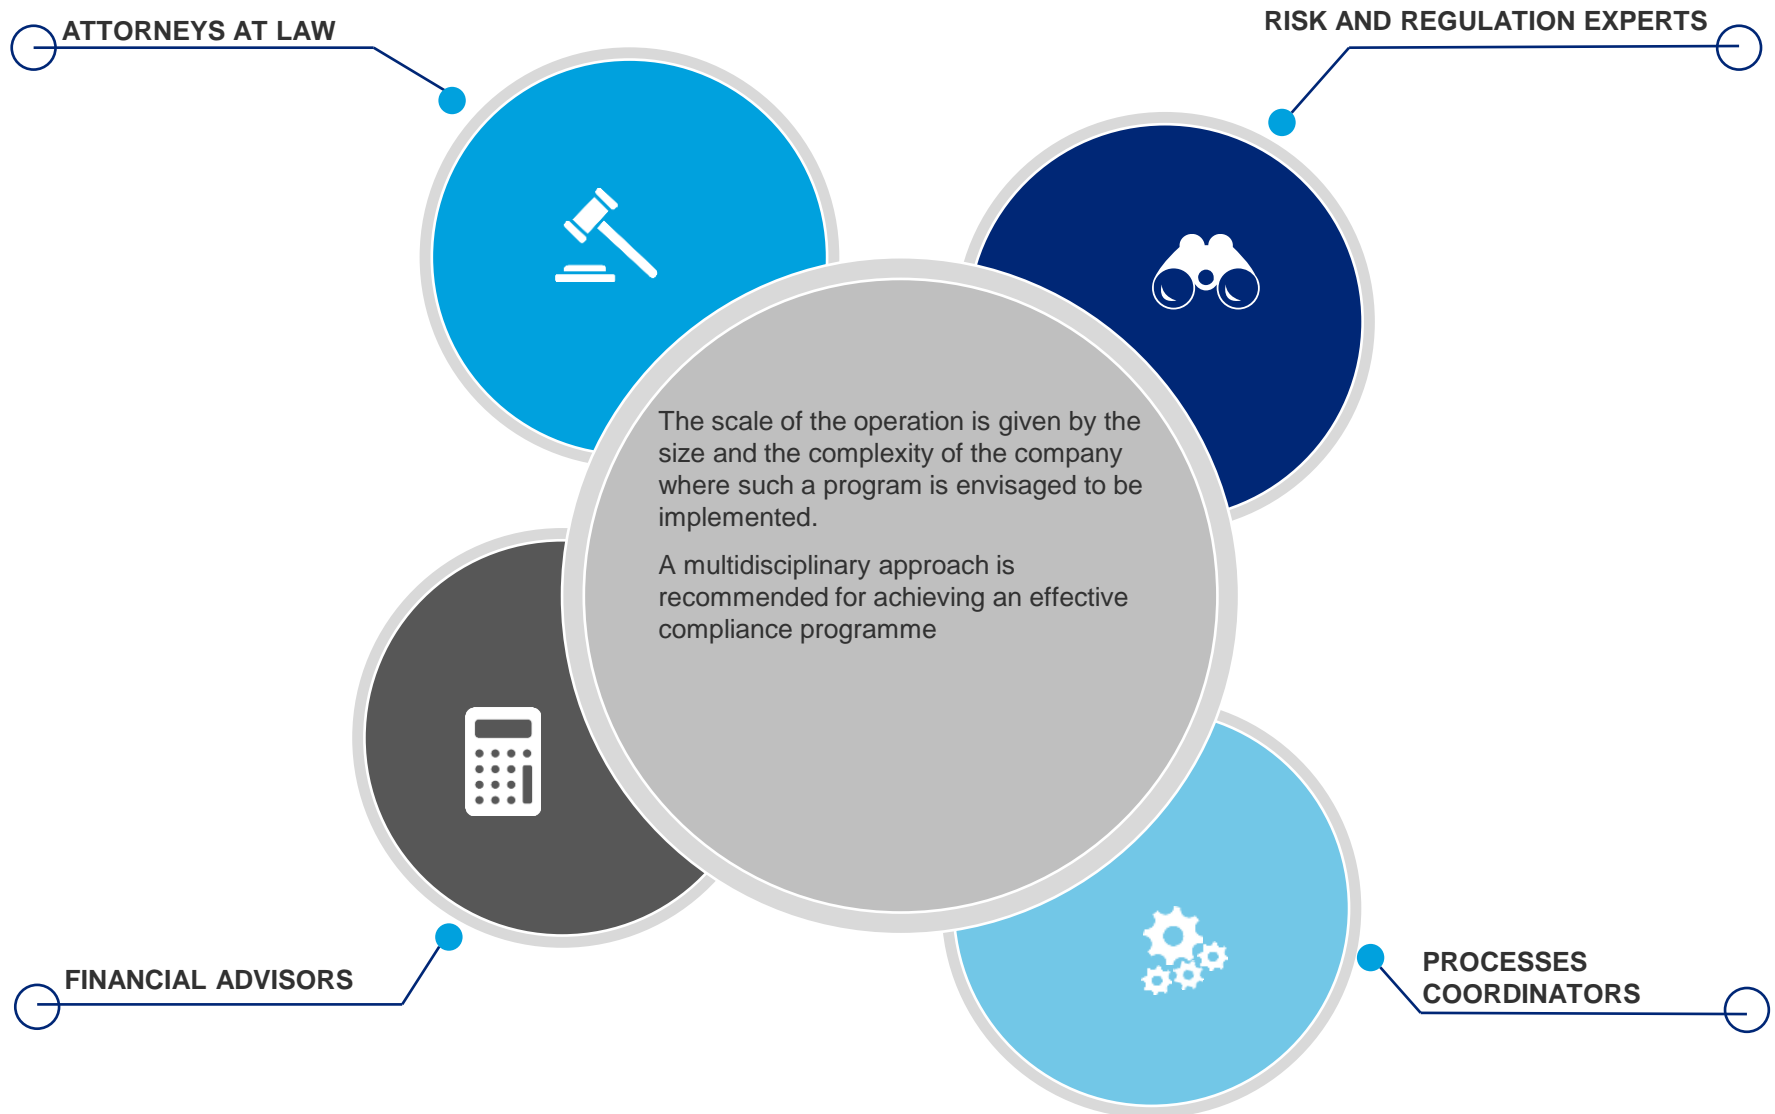 ATTORNEYS AT LAW
RISK AND REGULATION EXPERTS
The scale of the operation is given by the
size and the complexity of the company
where such a program is envisaged to be
implemented.
A multidisciplinary approach is
recommended for achieving an effective
compliance programme
FINANCIAL ADVISORS
PROCESSES
COORDINATORS